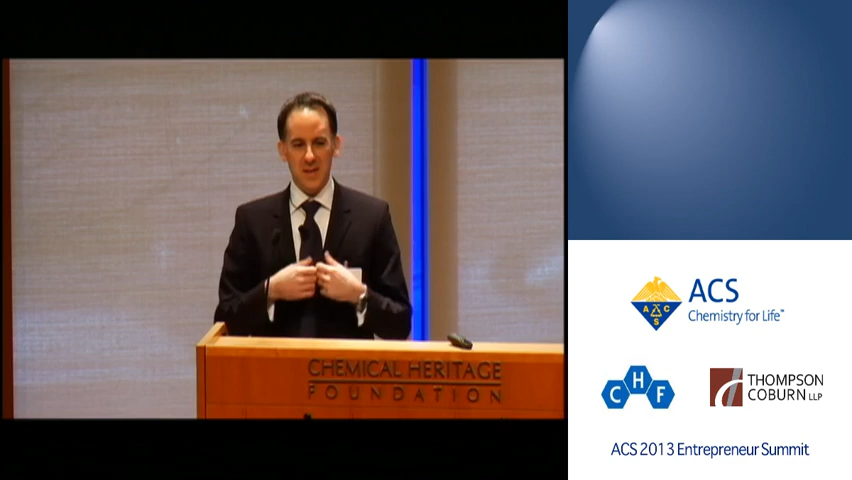 CHEMICAL HERITAGE
FOUNDATION
ACS
Chemistry for Life™
A C S
S
C H F
THOMPSON
COBURN LLP
ACS 2013 Entrepreneur Summit